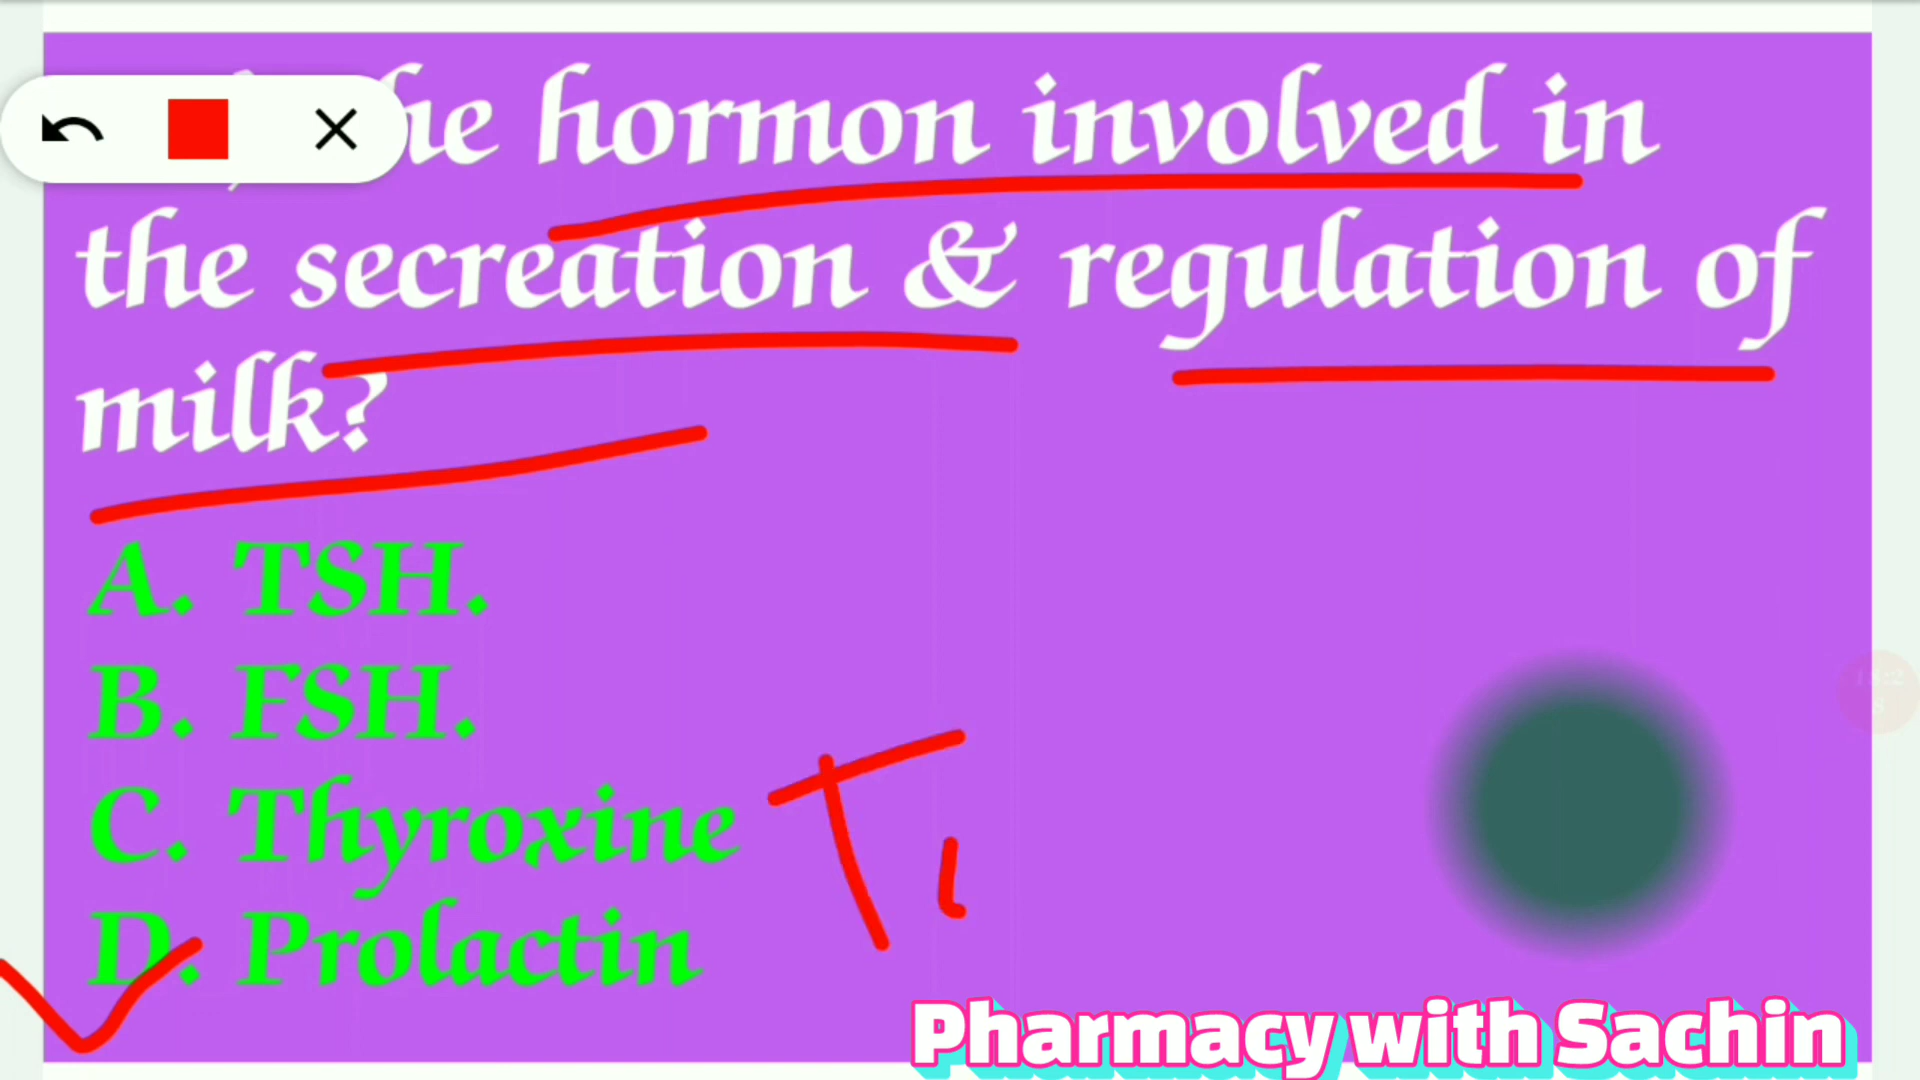 he hormon involved in
the secreation & regulation of
milk?
A. TSH.
B. FSH.
C. Thyroxine
T
D. Prolactin
Pharmacy with Sachin